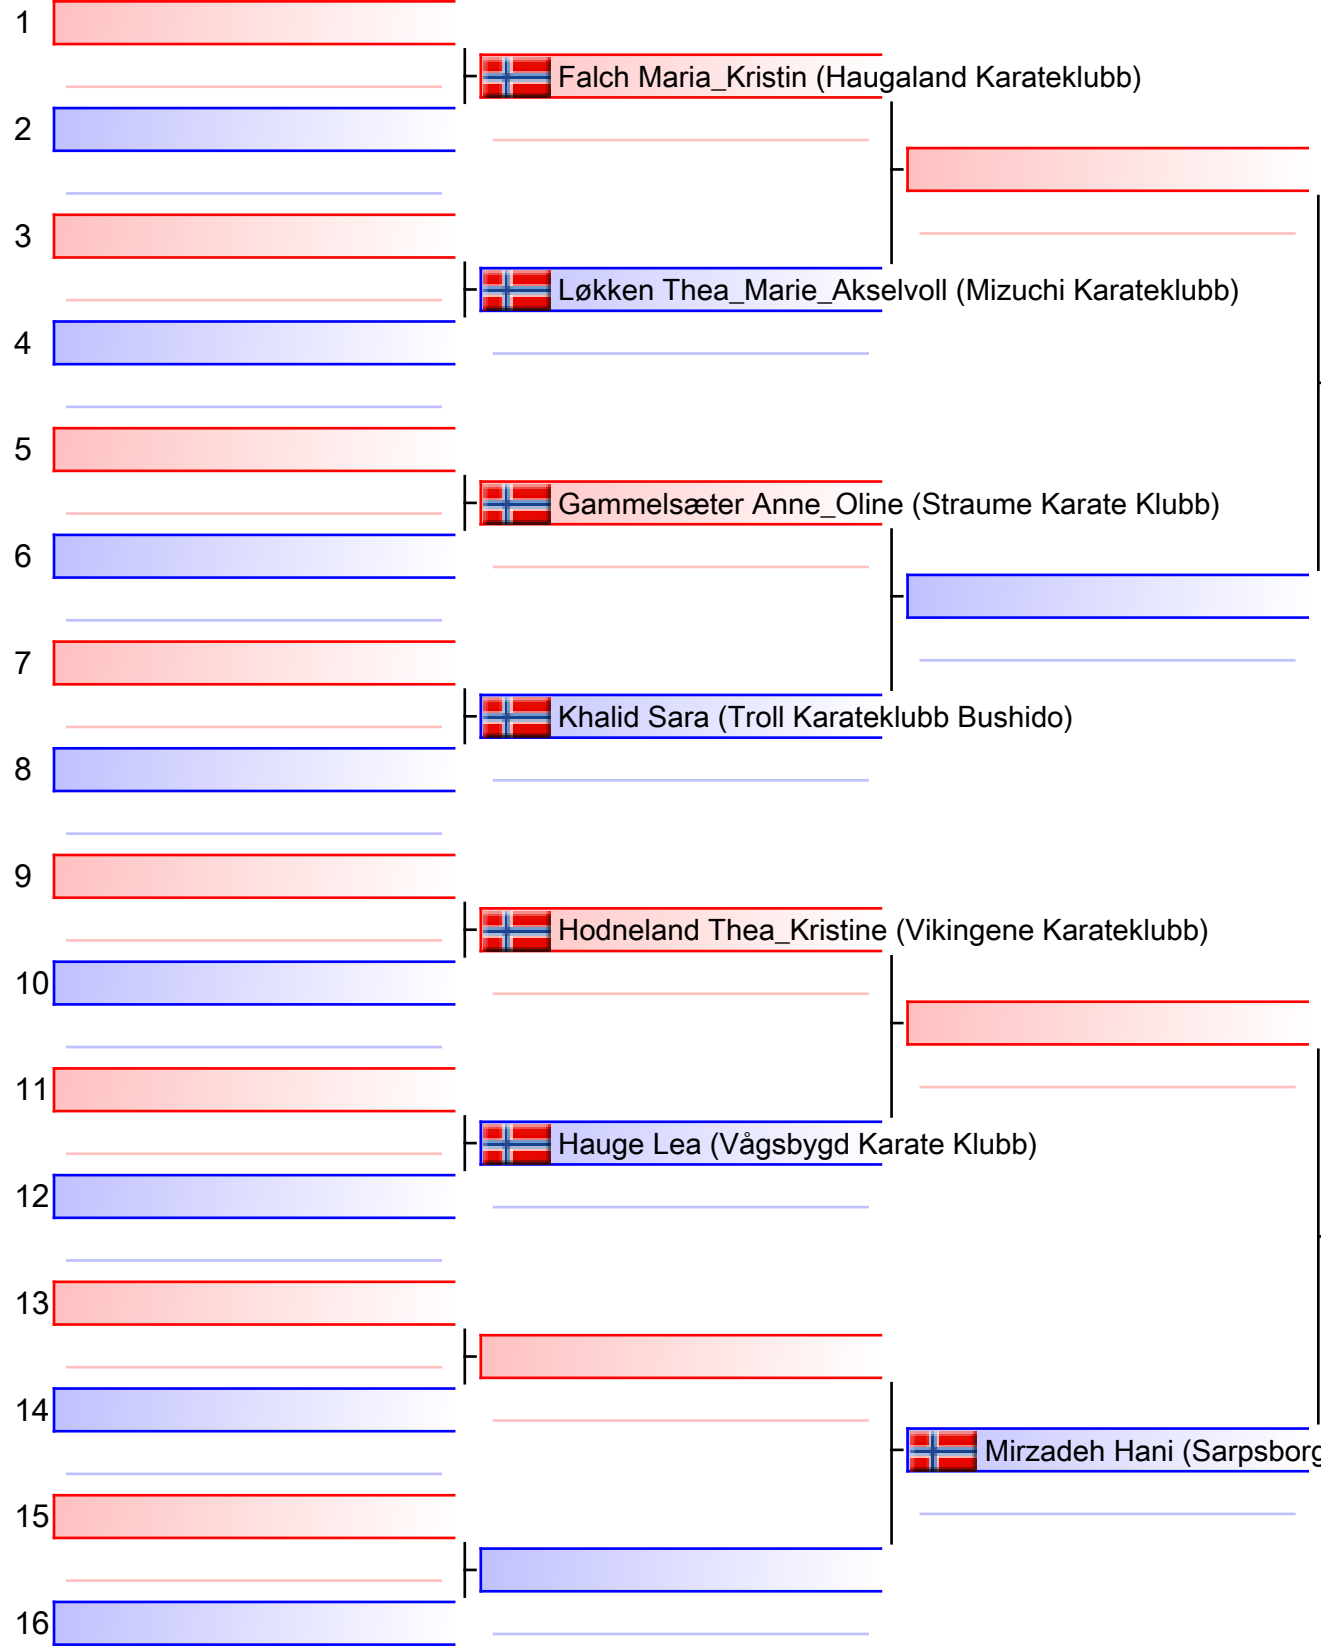 1
Falch Maria_Kristin (Haugaland Karateklubb)
2
3
Løkken Thea_Marie_Akselvoll (Mizuchi Karateklubb)
4
5
Gammelsæter Anne_Oline (Straume Karate Klubb)
6
7
Khalid Sara (Troll Karateklubb Bushido)
8
9
Hodneland Thea_Kristine (Vikingene Karateklubb)
10
11
Hauge Lea (Vågsbygd Karate Klubb)
12
13
14
Mirzadeh Hani (Sarpsborg
15
16